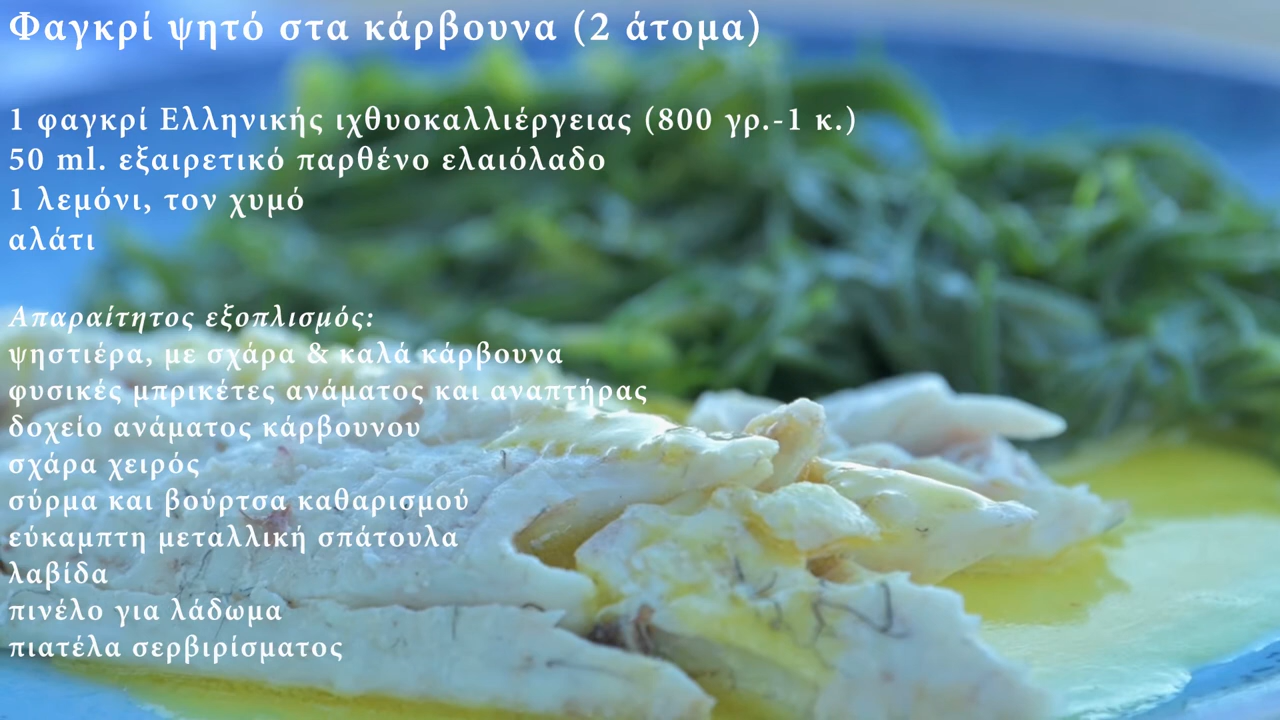 Φαγκρί ψητό στα κάρβουνα (2 άτομα)
1 φαγκρί Ελληνικής ιχθυοκαλλιέργειας (800 γρ.-1 κ.)
50 ml. εξαιρετικό παρθένο ελαιόλαδο
1 λεμόνι, τον χυμό
αλάτι
Απαραίτητος εξοπλισμός:
ψηστιέρα, με σχάρα & καλά κάρβουνα
φυσικές μπρικέτες ανάματος και αναπτήρας
δοχείο ανάματος κάρβουνου
σχάρα χειρός
σύρμα και βούρτσα καθαρισμού
εύκαμπτη μεταλλική σπάτουλα
λαβίδα
πινέλο για λάδωμα
πιατέλα σερβιρίσματος